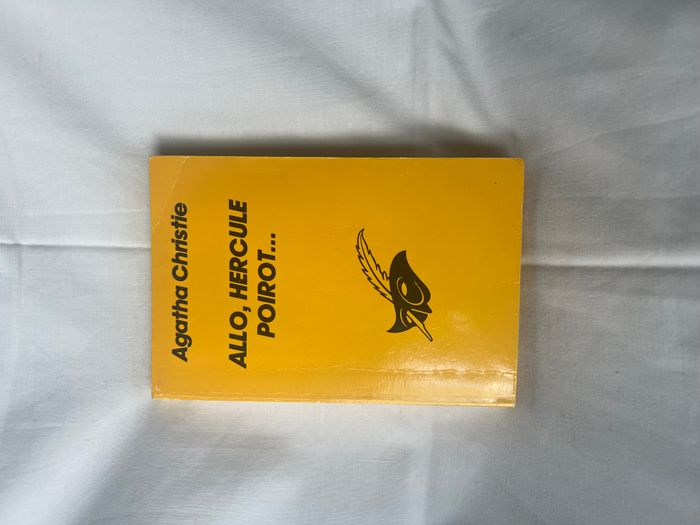 Agatha Christie
ALLO, HERCULE
POIROT...